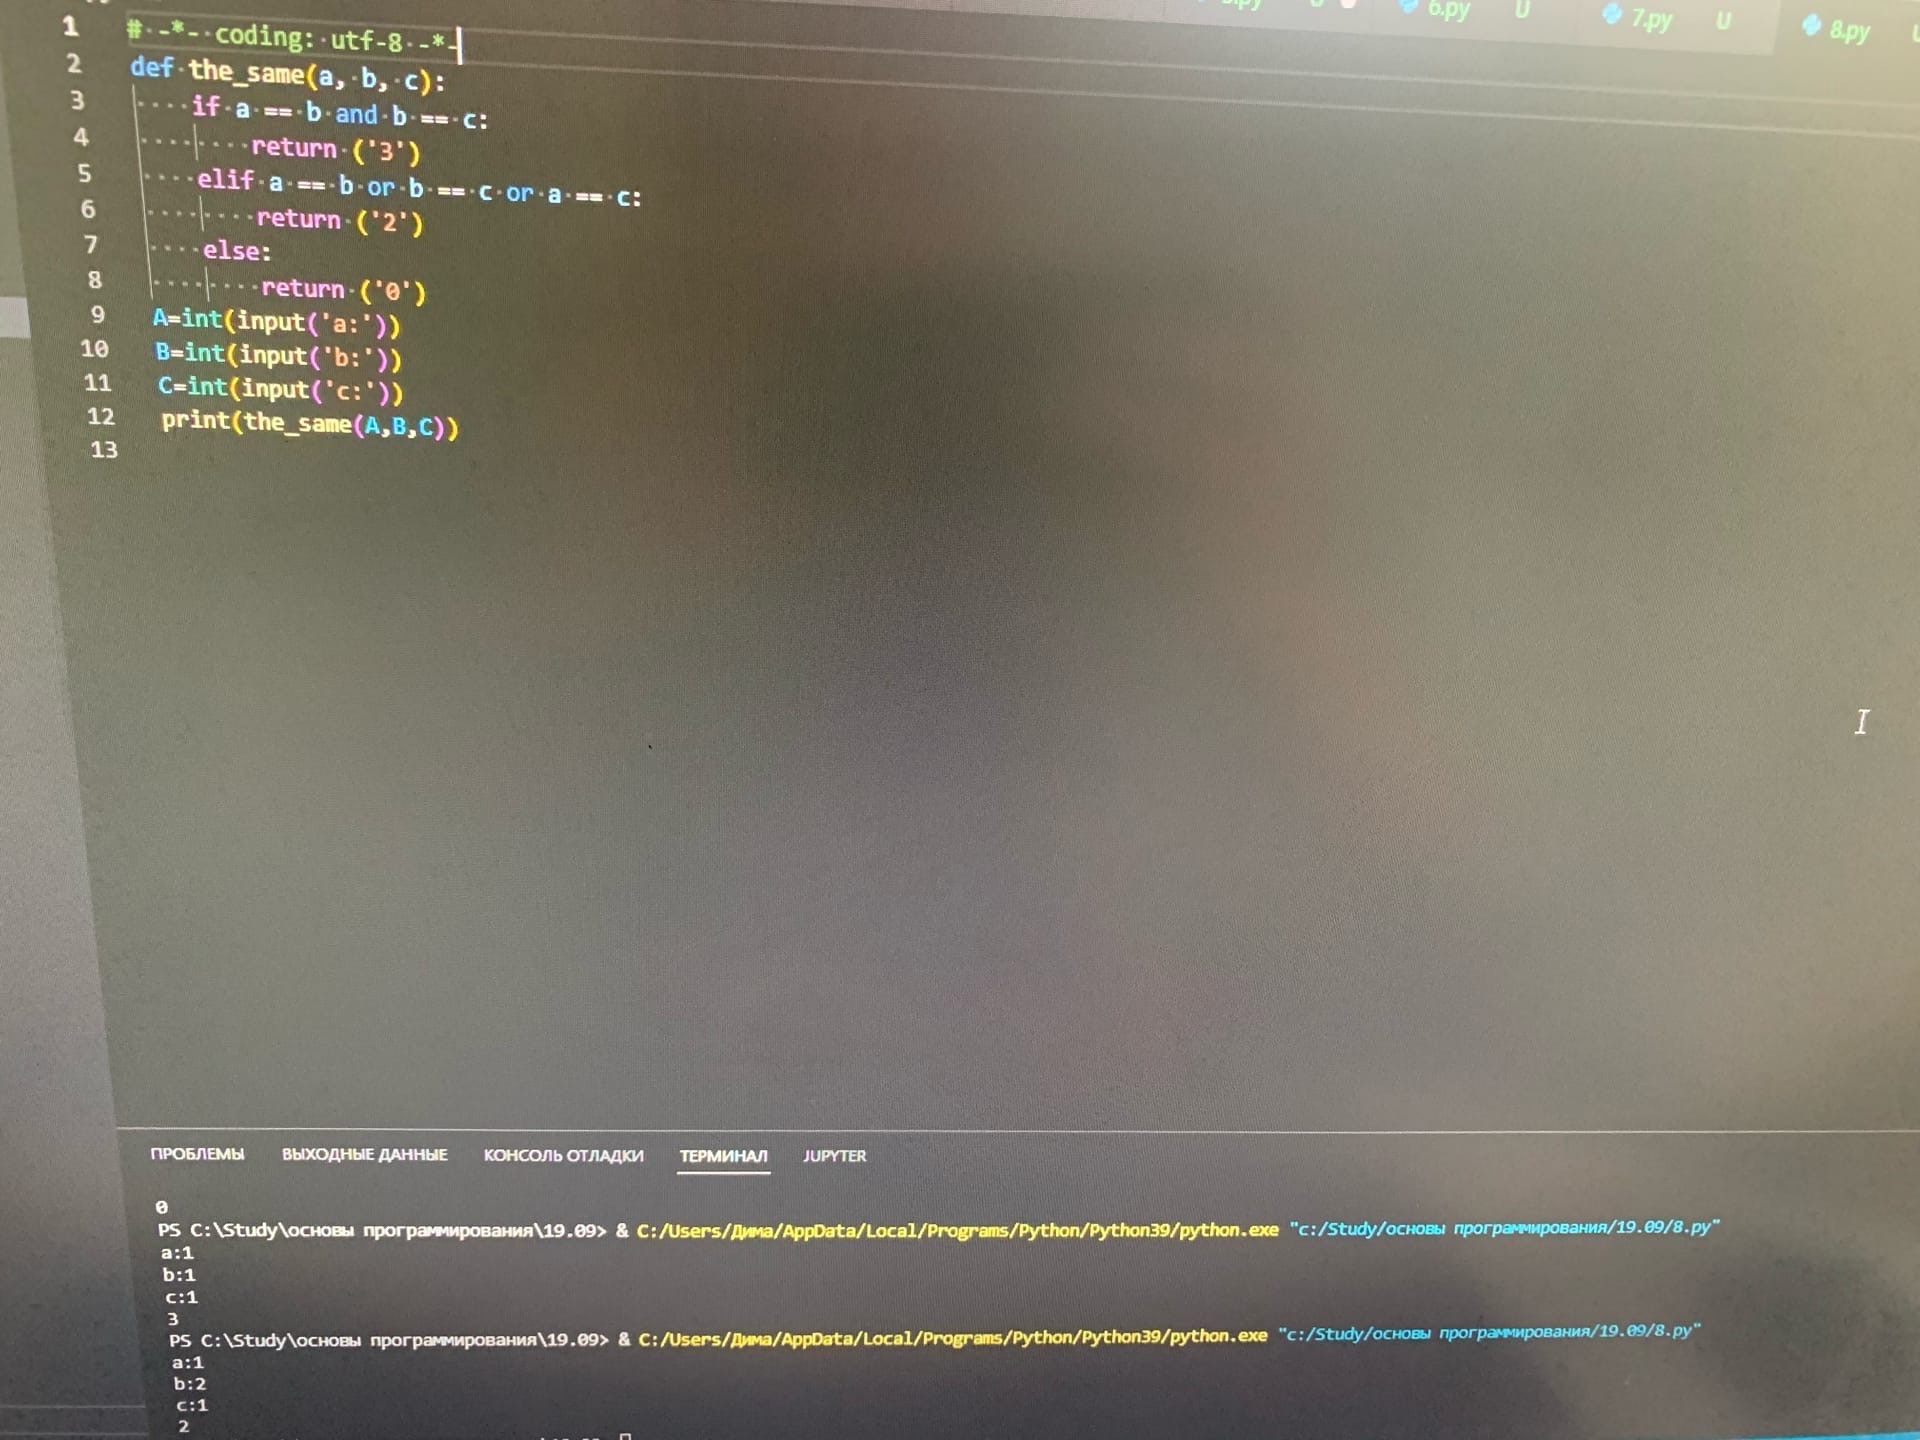 6.py U 7.py U 8.py
1 # -*- coding: utf-8 -*-
2 def the_same(a, b, c):
3 if a == b and b == c:
4 return ('3')
5 elif a == b or b == c or a == c:
6 return ('2')
7 else:
8 return ('0')
9 A=int(input('a:'))
10 B=int(input('b:'))
11 C=int(input('c:'))
12 print(the_same(A,B,C))
13
ПРОБЛЕМЫ ВЫХОДНЫЕ ДАННЫЕ КОНСОЛЬ ОТЛАДКИ ТЕРМИНАЛ JUPYTER
0
PS C:\Study\основы программирования\19.09> & C:/Users/Дима/AppData/Local/Programs/Python/Python39/python.exe "c:/Study/основы программирования/19.09/8.py"
a:1
b:1
c:1
3
PS C:\Study\основы программирования\19.09> & C:/Users/Дима/AppData/Local/Programs/Python/Python39/python.exe "c:/Study/основы программирования/19.09/8.py"
a:1
b:2
c:1
2